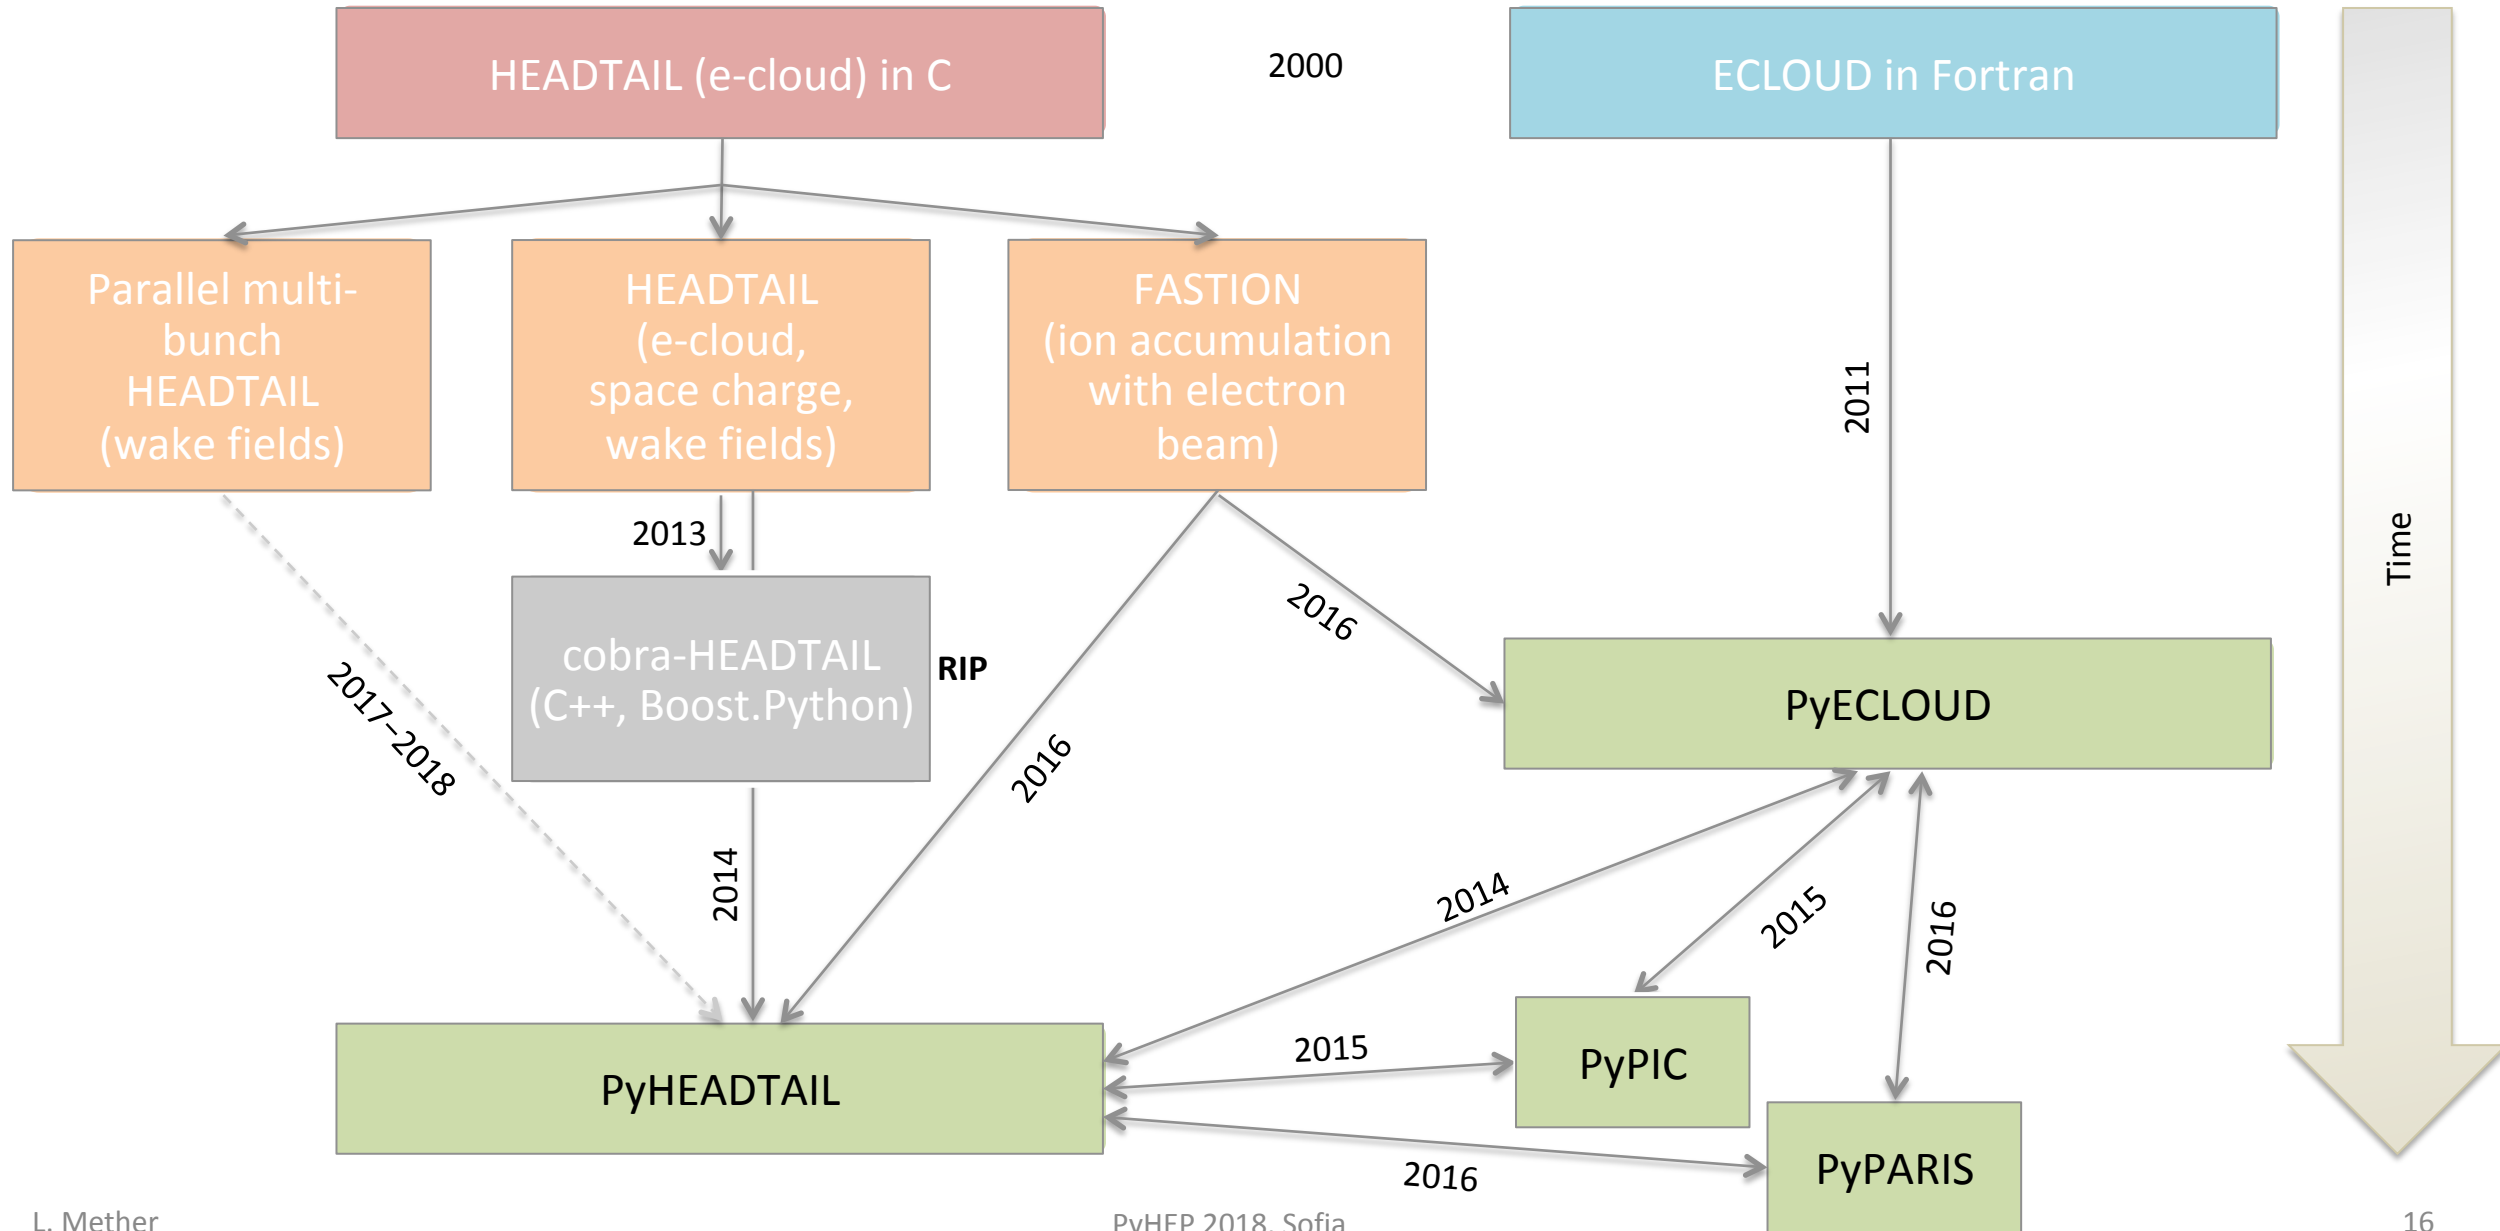 HEADTAIL (e-cloud) in C
2000
ECLOUD in Fortran
Parallel multi-
bunch
HEADTAIL
(wake fields)
HEADTAIL
(e-cloud,
space charge,
wake fields)
FASTION
(ion accumulation
with electron
beam)
2011
Time
2013
2016
cobra-HEADTAIL
(C++, Boost.Python)
RIP
2017–2018
2016
PyECLOUD
2014
2014
2015
2016
2015
PyHEADTAIL
PyPIC
2016
PyPARIS
L. Mether
PyHEP 2018, Sofia
16